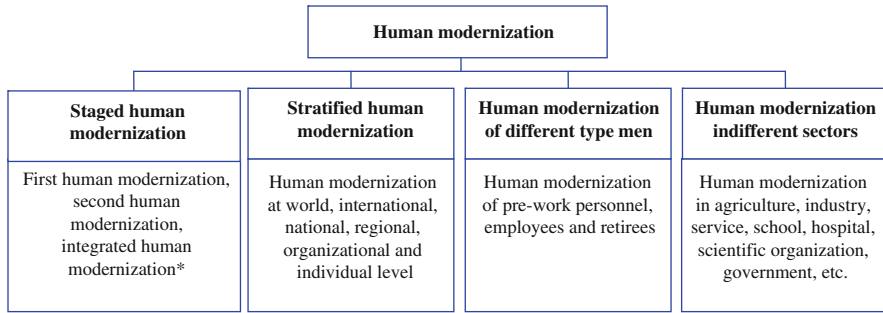 Human modernization
Staged human
modernization
First human modernization,
second human
modernization,
integrated human
modernization*
Stratified human
modernization
Human modernization
at world, international,
national, regional,
organizational and
individual level
Human modernization
of different type men
Human modernization
of pre-work personnel,
employees and retirees
Human modernization
indifferent sectors
Human modernization
in agriculture, industry,
service, school, hospital,
scientific organization,
government, etc.